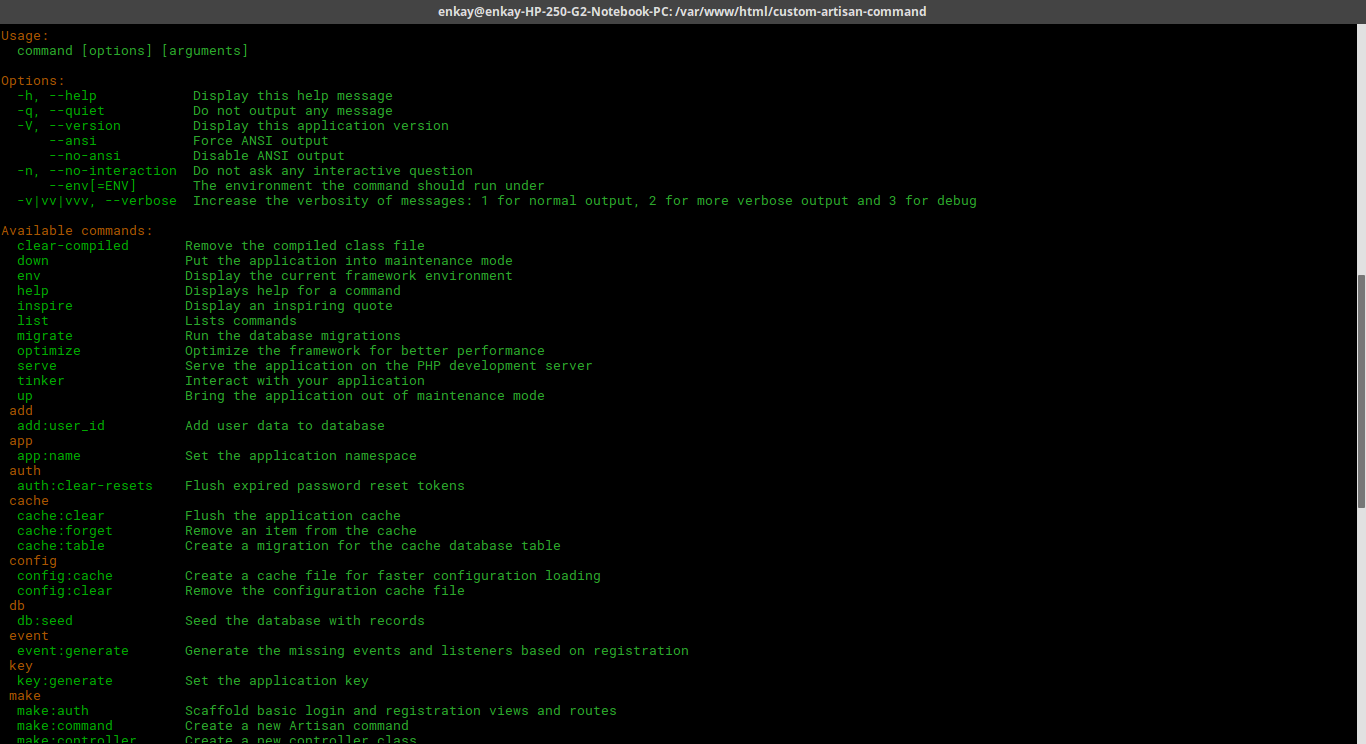 enkay@enkay-HP-250-G2-Notebook-PC: /var/www/html/custom-artisan-command
Usage:
  command [options] [arguments]

Options:
  -h, --help            Display this help message
  -q, --quiet           Do not output any message
  -V, --version         Display this application version
      --ansi            Force ANSI output
      --no-ansi         Disable ANSI output
  -n, --no-interaction  Do not ask any interactive question
      --env[=ENV]       The environment the command should run under
  -v|vv|vvv, --verbose  Increase the verbosity of messages: 1 for normal output, 2 for more verbose output and 3 for debug

Available commands:
  clear-compiled       Remove the compiled class file
  down                 Put the application into maintenance mode
  env                  Display the current framework environment
  help                 Displays help for a command
  inspire              Display an inspiring quote
  list                 Lists commands
  migrate              Run the database migrations
  optimize             Optimize the framework for better performance
  serve                Serve the application on the PHP development server
  tinker               Interact with your application
  up                   Bring the application out of maintenance mode
 add
  add:user_id          Add user data to database
 app
  app:name             Set the application namespace
 auth
  auth:clear-resets    Flush expired password reset tokens
 cache
  cache:clear          Flush the application cache
  cache:forget         Remove an item from the cache
  cache:table          Create a migration for the cache database table
 config
  config:cache         Create a cache file for faster configuration loading
  config:clear         Remove the configuration cache file
 db
  db:seed              Seed the database with records
 event
  event:generate       Generate the missing events and listeners based on registration
 key
  key:generate         Set the application key
 make
  make:auth            Scaffold basic login and registration views and routes
  make:command         Create a new Artisan command
  make:controller      Create a new controller class